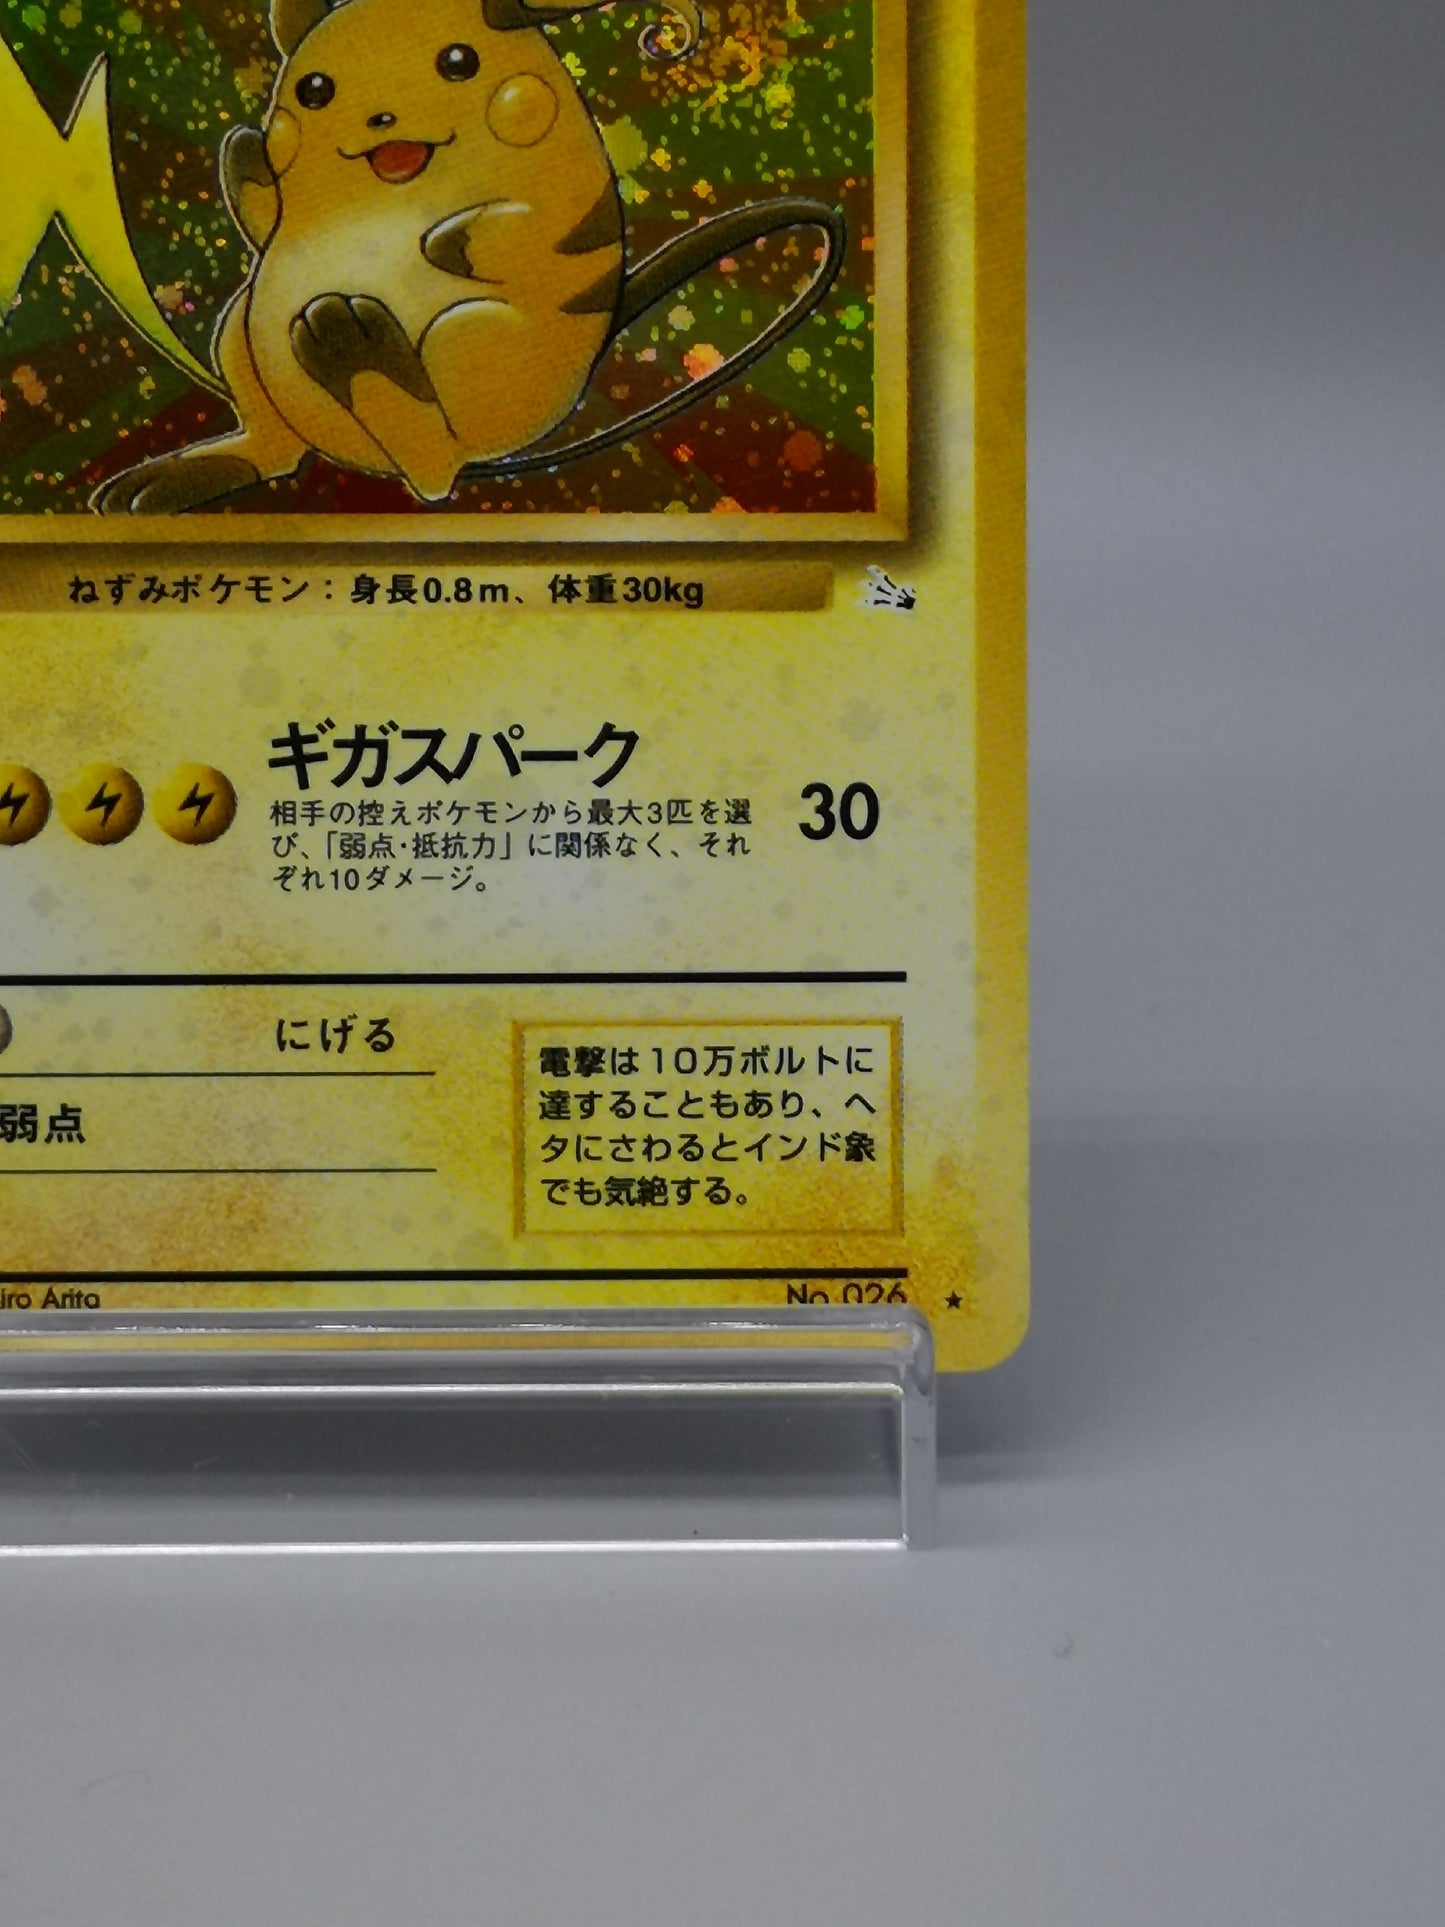 ねずみポケモン：身長0.8m、体重30kg
ギガスパーク
相手の控えポケモンから最大3匹を選
び、「弱点・抵抗力」に関係なく、それ
ぞれ10ダメージ。
30
にげる
弱点
電撃は10万ボルトに
達することもあり、ヘ
タにさわるとインド象
でも気絶する。
iro Arita
No.026 ★